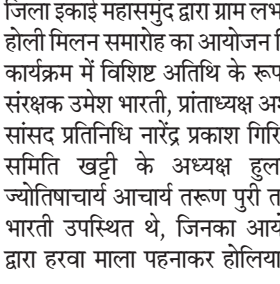 जिला इकाई महासमुंद द्वारा ग्राम लभ
होली मिलन समारोह का आयोजन
कार्यक्रम में विशिष्ट अतिथि के रूप
संरक्षक उमेश भारती, प्रांताध्यक्ष अ
सांसद प्रतिनिधि नारेंद्र प्रकाश गिरि
समिति खट्टी के अध्यक्ष हुल
ज्योतिषाचार्य आचार्य तरूण पुरी त
भारती उपस्थित थे, जिनका आय
द्वारा हरवा माला पहनाकर होलिया